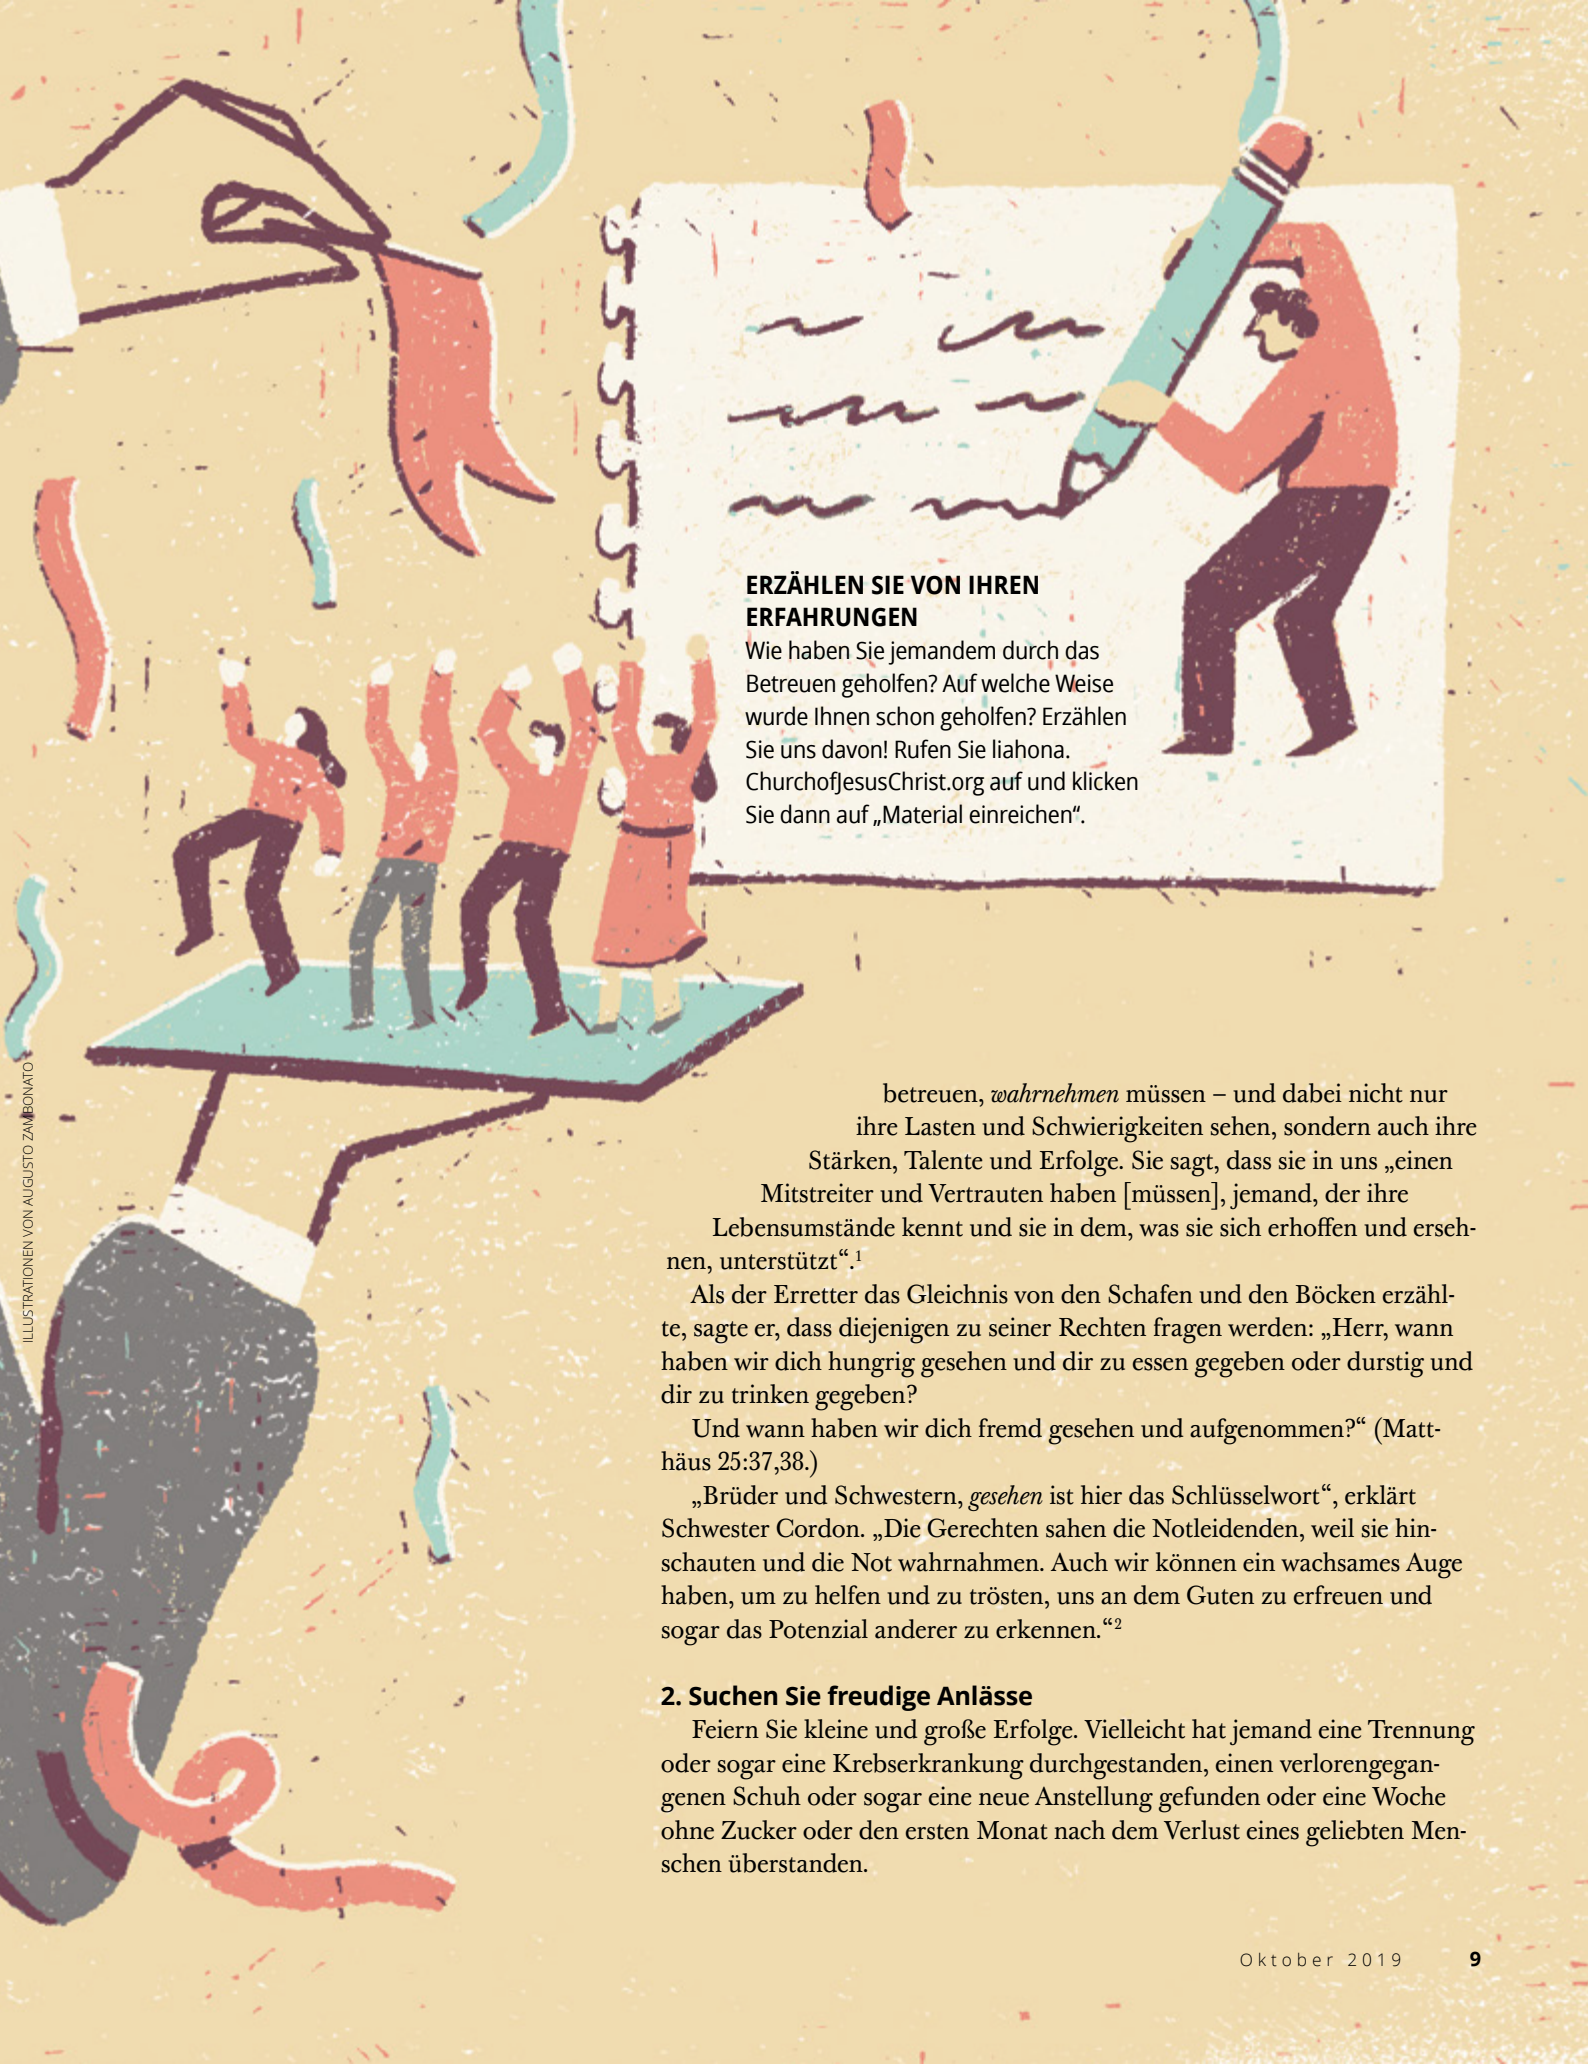 ERZÄHLEN SIE VON IHREN
ERFAHRUNGEN
Wie haben Sie jemandem durch das
Betreuen geholfen? Auf welche Weise
wurde Ihnen schon geholfen? Erzählen
Sie uns davon! Rufen Sie liahona.
ChurchofJesusChrist.org auf und klicken
Sie dann auf „Material einreichen“.
ILLUSTRATIONEN VON AUGUSTO ZAMBONATO
betreuen, wahrnehmen müssen – und dabei nicht nur
ihre Lasten und Schwierigkeiten sehen, sondern auch ihre
Stärken, Talente und Erfolge. Sie sagt, dass sie in uns „einen
Mitstreiter und Vertrauten haben [müssen], jemand, der ihre
Lebensumstände kennt und sie in dem, was sie sich erhoffen und erseh-
nen, unterstützt“.¹
Als der Erretter das Gleichnis von den Schafen und den Böcken erzähl-
te, sagte er, dass diejenigen zu seiner Rechten fragen werden: „Herr, wann
haben wir dich hungrig gesehen und dir zu essen gegeben oder durstig und
dir zu trinken gegeben?
Und wann haben wir dich fremd gesehen und aufgenommen?“ (Matt-
häus 25:37,38.)
„Brüder und Schwestern, gesehen ist hier das Schlüsselwort“, erklärt
Schwester Cordon. „Die Gerechten sahen die Notleidenden, weil sie hin-
schauten und die Not wahrnahmen. Auch wir können ein wachsames Auge
haben, um zu helfen und zu trösten, uns an dem Guten zu erfreuen und
sogar das Potenzial anderer zu erkennen.“²
2. Suchen Sie freudige Anlässe
Feiern Sie kleine und große Erfolge. Vielleicht hat jemand eine Trennung
oder sogar eine Krebserkrankung durchgestanden, einen verlorengegan-
genen Schuh oder sogar eine neue Anstellung gefunden oder eine Woche
ohne Zucker oder den ersten Monat nach dem Verlust eines geliebten Men-
schen überstanden.
Oktober 2019 9